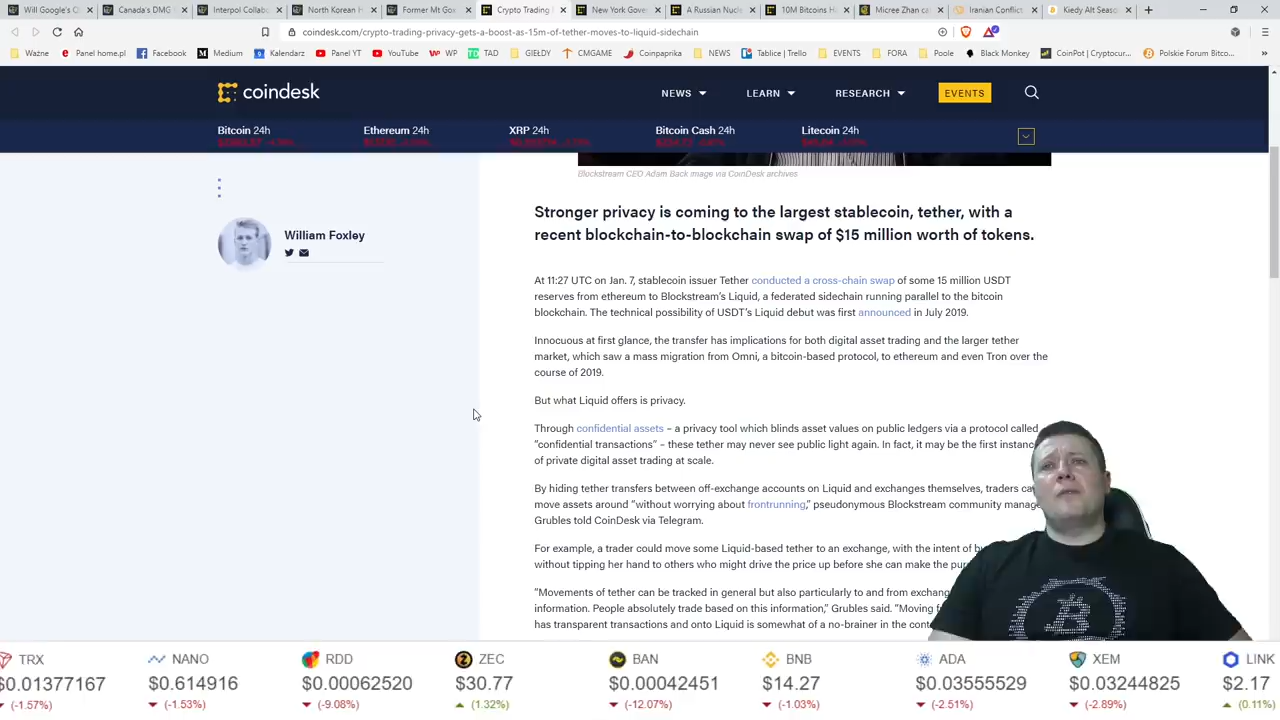 Will Google's C
Canada's DMG
Interpol Collab
North Korean H
Former Mt Gox
Crypto Trading
New York Gove
A Russian Nucle
10M Bitcoins Ha
Micree Zhan ca
Iranian Conflict
Kiedy Alt Seaso
coindesk.com/crypto-trading-privacy-gets-a-boost-as-15m-of-tether-moves-to-liquid-sidechain
Ważne
Panel home.pl
Facebook
Medium
Kalendarz
Panel YT
YouTube
WP
TAD
GIEŁDY
CMGAME
Coinpaprika
NEWS
Tablice | Trello
EVENTS
FORA
Poole
Black Monkey
CoinPot | Cryptocur...
Polskie Forum Bitco...
coindesk
NEWS
LEARN
RESEARCH
EVENTS
Bitcoin 24h
Ethereum 24h
XRP 24h
Bitcoin Cash 24h
Litecoin 24h
Blockstream CEO Adam Back image via CoinDesk archives
William Foxley
Stronger privacy is coming to the largest stablecoin, tether, with a
recent blockchain-to-blockchain swap of $15 million worth of tokens.
At 11:27 UTC on Jan. 7, stablecoin issuer Tether conducted a cross-chain swap of some 15 million USDT
reserves from ethereum to Blockstream's Liquid, a federated sidechain running parallel to the bitcoin
blockchain. The technical possibility of USDT's Liquid debut was first announced in July 2019.
Innocuous at first glance, the transfer has implications for both digital asset trading and the larger tether
market, which saw a mass migration from Omni, a bitcoin-based protocol, to ethereum and even Tron over the
course of 2019.
But what Liquid offers is privacy.
Through confidential assets – a privacy tool which blinds asset values on public ledgers via a protocol called
"confidential transactions" – these tether may never see public light again. In fact, it may be the first instanc
of private digital asset trading at scale.
By hiding tether transfers between off-exchange accounts on Liquid and exchanges themselves, traders ca
move assets around "without worrying about frontrunning," pseudonymous Blockstream community manage
Grubles told CoinDesk via Telegram.
For example, a trader could move some Liquid-based tether to an exchange, with the intent of b
without tipping her hand to others who might drive the price up before she can make the pur
"Movements of tether can be tracked in general but also particularly to and from exchan
information. People absolutely trade based on this information," Grubles said. "Moving f
has transparent transactions and onto Liquid is somewhat of a no-brainer in the cont
TRX
$0.01377167
(-1.57%)
NANO
$0.614916
(-1.53%)
RDD
$0.00062520
(-9.08%)
ZEC
$30.77
(1.32%)
BAN
$0.00042451
(-12.07%)
BNB
$14.27
(-1.03%)
ADA
$0.03555529
(-2.51%)
XEM
$0.03244825
(-2.89%)
LINK
$2.17
(0.11%)